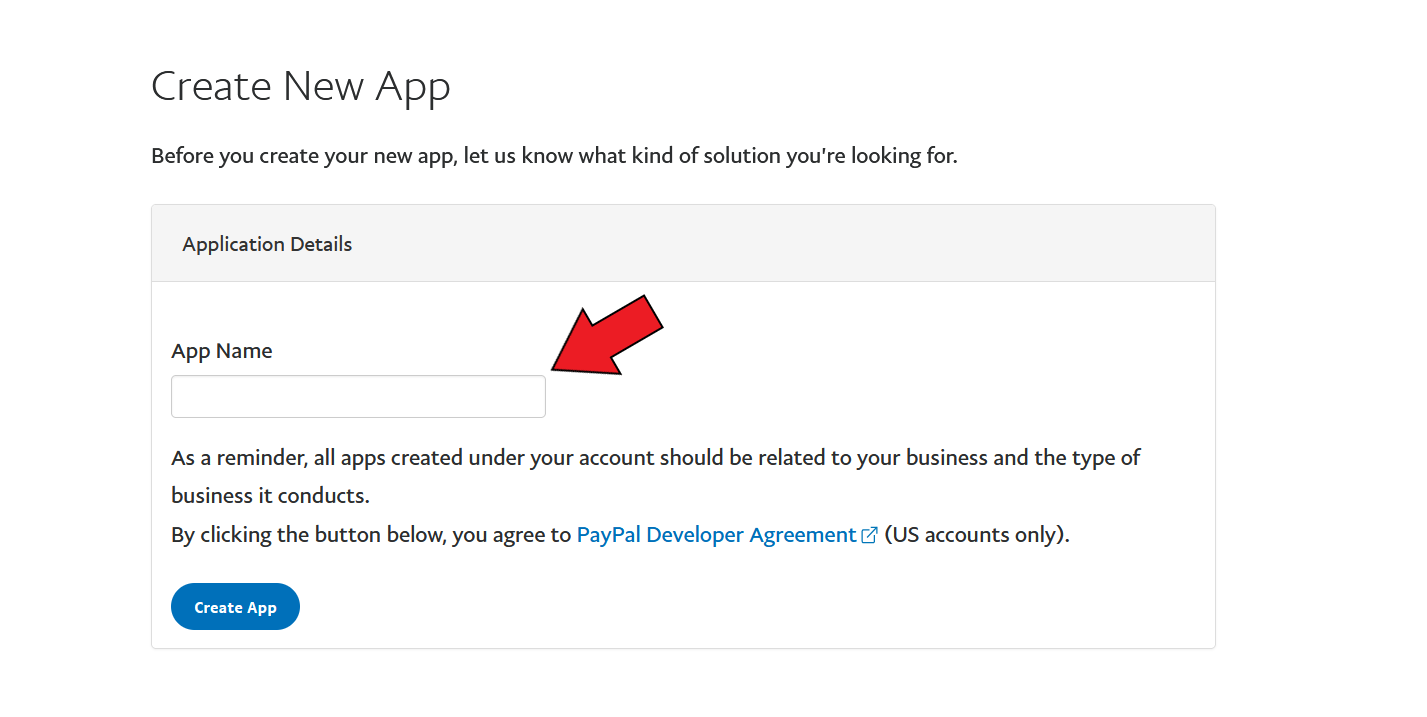 Create New App
Before you create your new app, let us know what kind of solution you're looking for.
Application Details
App Name
As a reminder, all apps created under your account should be related to your business and the type of
business it conducts.
By clicking the button below, you agree to PayPal Developer Agreement (US accounts only).
Create App